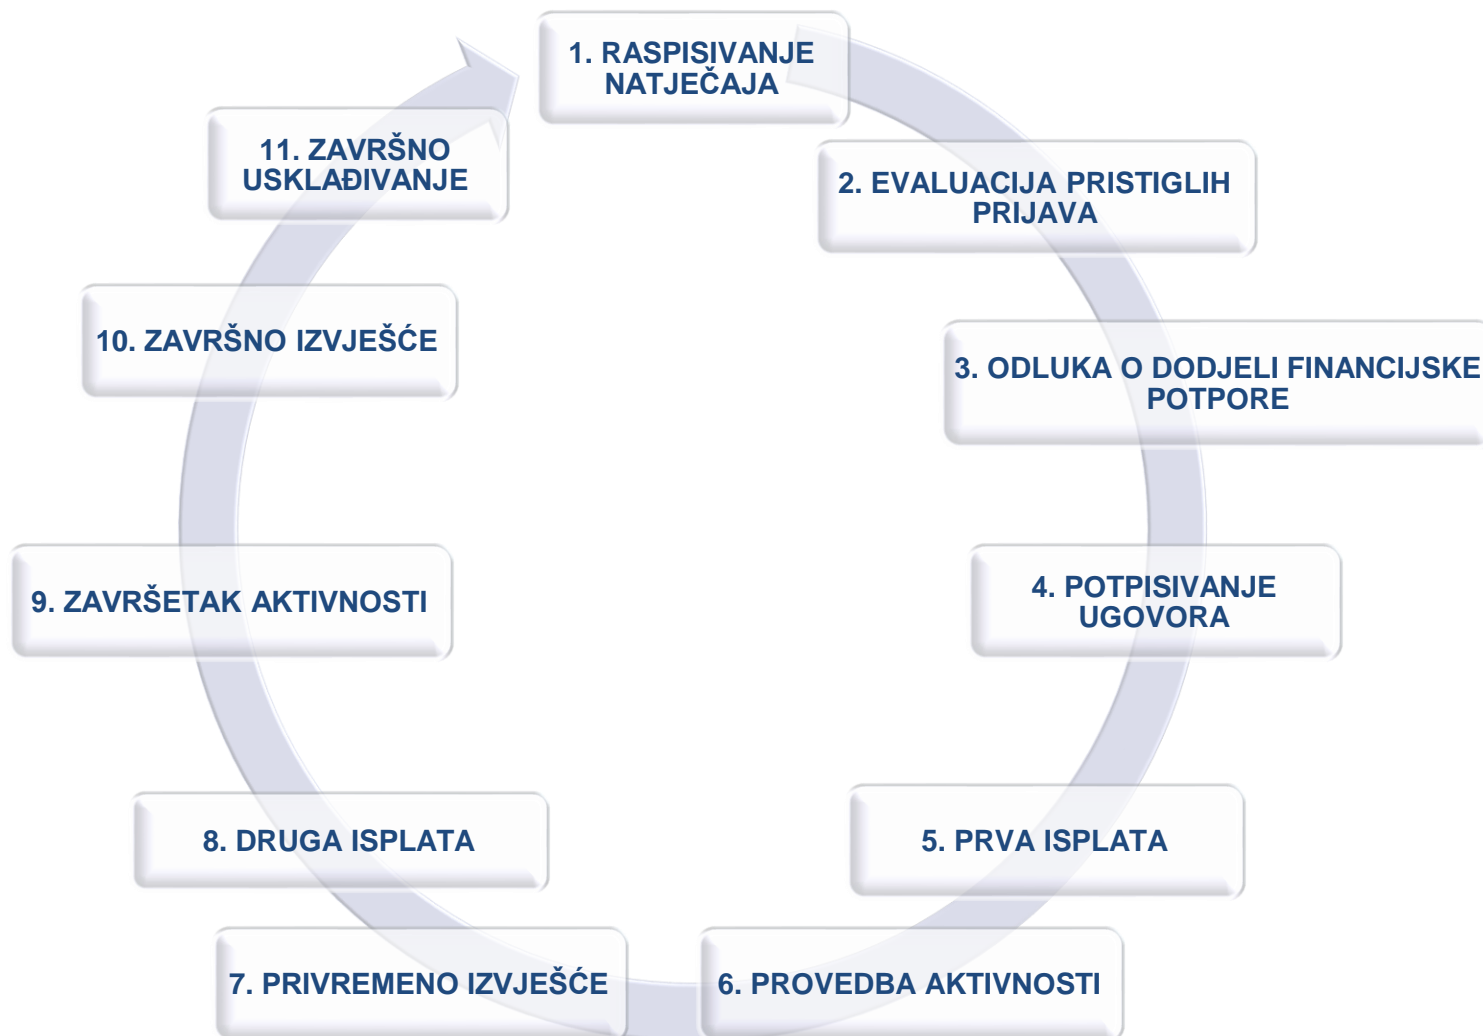 1. RASPISIVANJE
NATJEČAJA
2. EVALUACIJA PRISTIGLIH
PRIJAVA
3. ODLUKA O DODJELI FINANCIJSKE
POTPORE
4. POTPISIVANJE
UGOVORA
5. PRVA ISPLATA
6. PROVEDBA AKTIVNOSTI
7. PRIVREMENO IZVJEŠĆE
8. DRUGA ISPLATA
9. ZAVRŠETAK AKTIVNOSTI
10. ZAVRŠNO IZVJEŠĆE
11. ZAVRŠNO
USKLAĐIVANJE